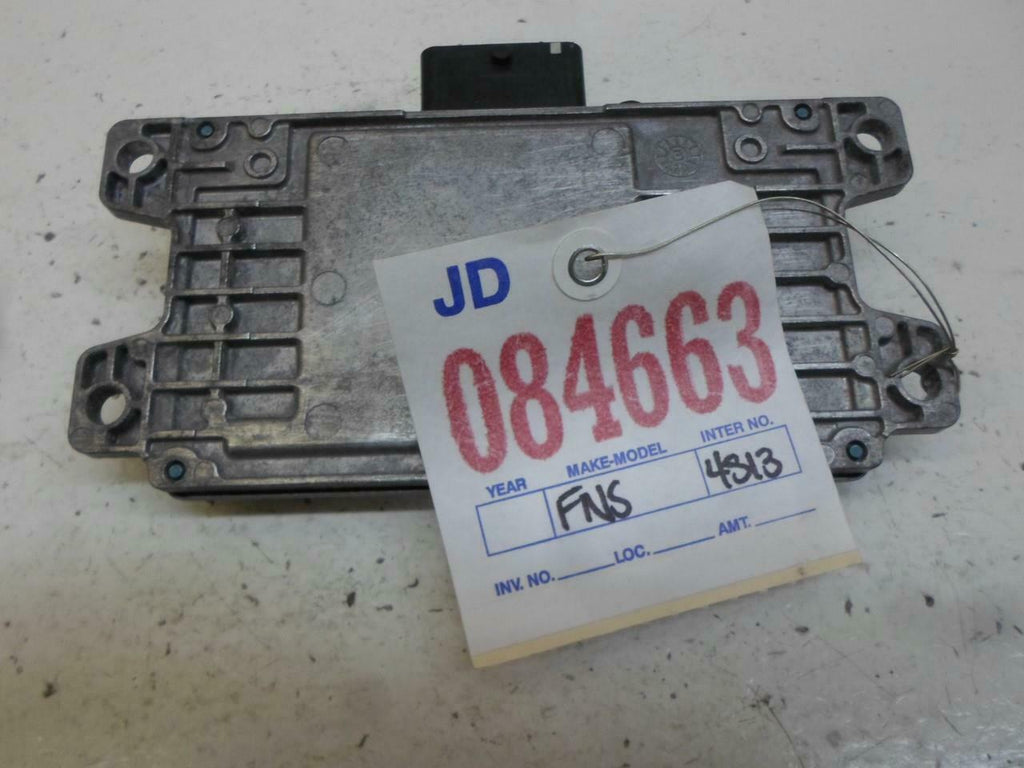 JD
084663
YEAR MAKE-MODEL INTER NO.
FNS 4813
INV. NO. LOC. AMT.